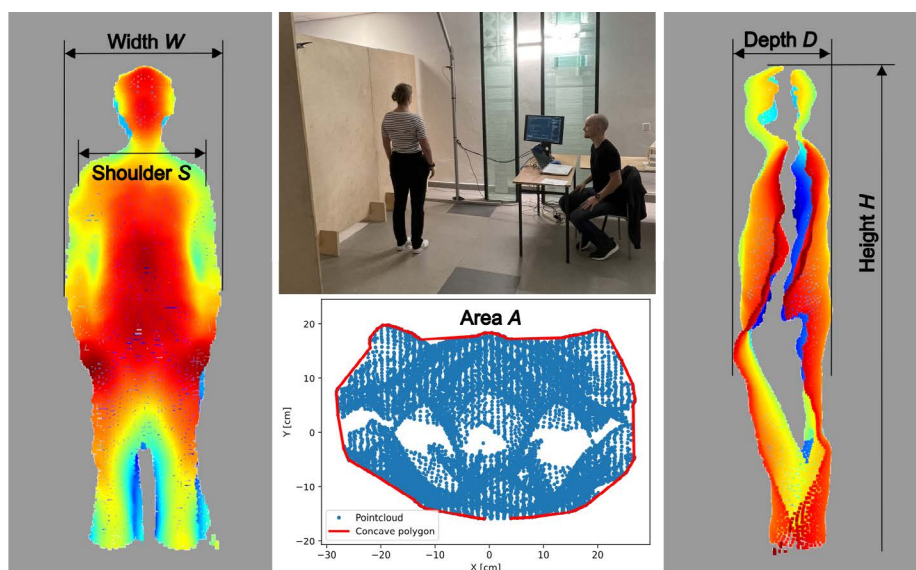 Width W
Shoulder S
Area A
Y [cm]
20
10
0
−10
−20
Pointcloud
Concave polygon
−30
−20
−10
0
10
20
X [cm]
Depth D
Height H